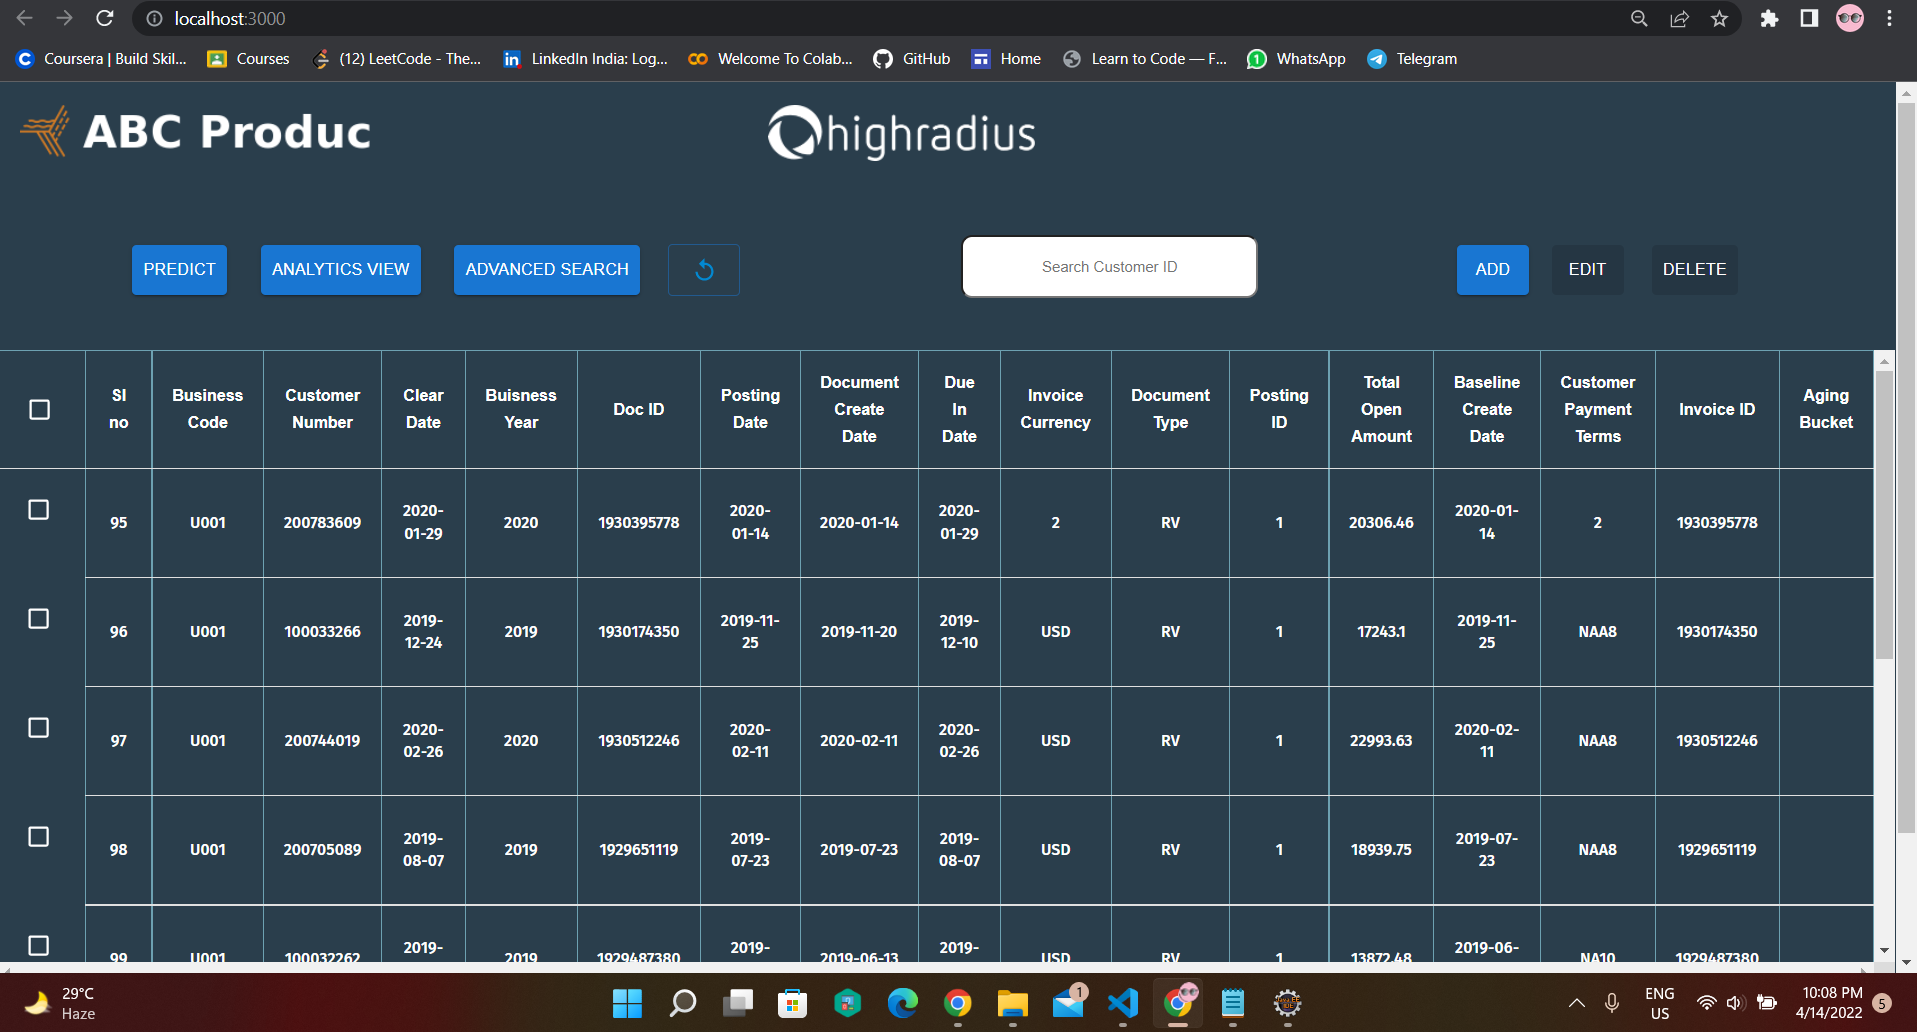 localhost:3000
Coursera | Build Skil... Courses (12) LeetCode - The... LinkedIn India: Log... Welcome To Colab... GitHub Home Learn to Code — F... WhatsApp Telegram
ABC Produc highradius
PREDICT ANALYTICS VIEW ADVANCED SEARCH Search Customer ID ADD EDIT DELETE
Sl no Business Code Customer Number Clear Date Buisness Year Doc ID Posting Date Document Create Date Due In Date Invoice Currency Document Type Posting ID Total Open Amount Baseline Create Date Customer Payment Terms Invoice ID Aging Bucket
95 U001 200783609 2020-01-29 2020 1930395778 2020-01-14 2020-01-14 2020-01-29 2 RV 1 20306.46 2020-01-14 2 1930395778
96 U001 100033266 2019-12-24 2019 1930174350 2019-11-25 2019-11-20 2019-12-10 USD RV 1 17243.1 2019-11-25 NAA8 1930174350
97 U001 200744019 2020-02-26 2020 1930512246 2020-02-11 2020-02-11 2020-02-26 USD RV 1 22993.63 2020-02-11 NAA8 1930512246
98 U001 200705089 2019-08-07 2019 1929651119 2019-07-23 2019-07-23 2019-08-07 USD RV 1 18939.75 2019-07-23 NAA8 1929651119
99 U001 100032262 2019- 2019 1929487380 2019- 2019-06-13 2019- USD RV 1 13872.48 2019-06- NA10 1929487380
29°C
Haze
1
ENG
US
10:08 PM
4/14/2022
5